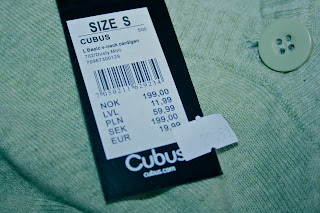 SIZE S
CUBUS
L Basic v-neck cardigan
NOK 199,00
LVL 11,99
PLN 59,99
SEK 199,00
EUR 19,99
Cubus
cubus.com